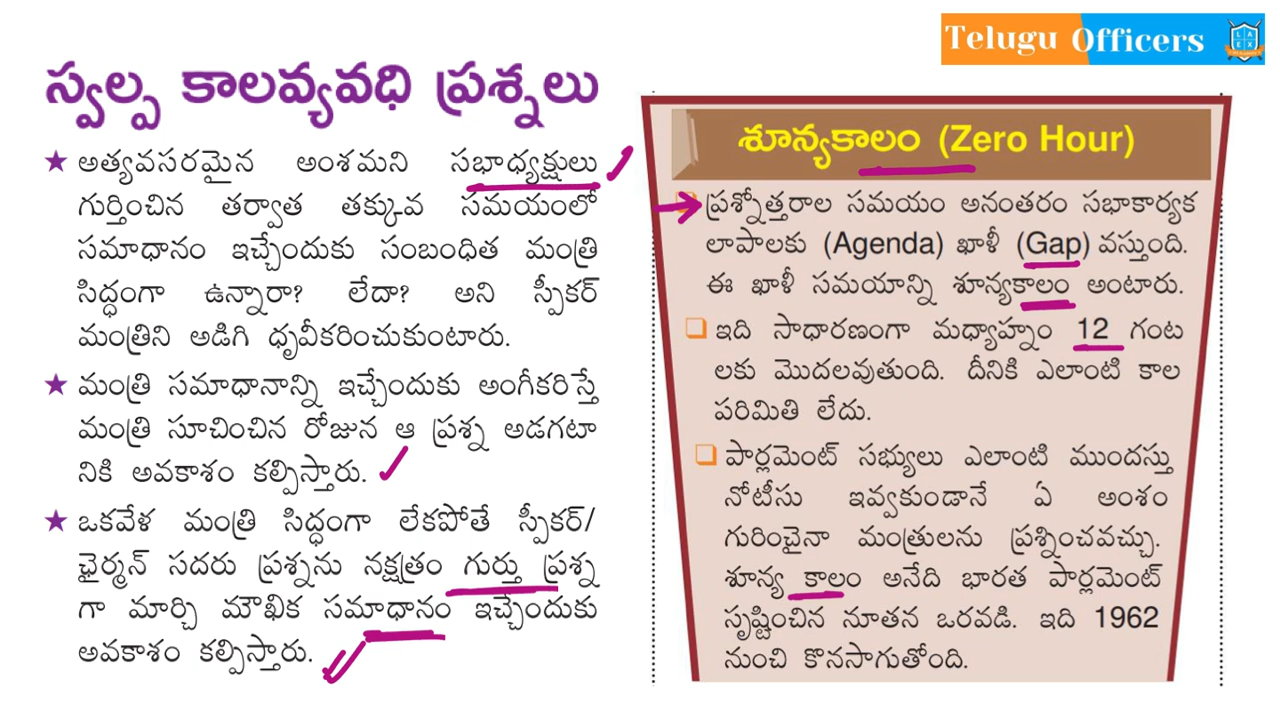 Telugu Officers
స్వల్ప కాలవ్యవధి ప్రశ్నలు
★ అత్యవసరమైన అంశమని సభాధ్యక్షులు
గుర్తించిన తర్వాత తక్కువ సమయంలో
సమాధానం ఇచ్చేందుకు సంబంధిత మంత్రి
సిద్ధంగా ఉన్నారా? లేదా? అని స్పీకర్
మంత్రిని అడిగి ధృవీకరించుకుంటారు.
★ మంత్రి సమాధానాన్ని ఇచ్చేందుకు అంగీకరిస్తే
మంత్రి సూచించిన రోజున ఆ ప్రశ్న అడగటా
నికి అవకాశం కల్పిస్తారు.
★ ఒకవేళ మంత్రి సిద్ధంగా లేకపోతే స్పీకర్/
ఛైర్మన్ సదరు ప్రశ్నను నక్షత్రం గుర్తు ప్రశ్న
గా మార్చి మౌఖిక సమాధానం ఇచ్చేందుకు
అవకాశం కల్పిస్తారు.
శూన్యకాలం (Zero Hour)
ప్రశ్నోత్తరాల సమయం అనంతరం సభాకార్యక
లాపాలకు (Agenda) ఖాళీ (Gap) వస్తుంది.
ఈ ఖాళీ సమయాన్ని శూన్యకాలం అంటారు.
❑ ఇది సాధారణంగా మధ్యాహ్నం 12 గంట
లకు మొదలవుతుంది. దీనికి ఎలాంటి కాల
పరిమితి లేదు.
❑ పార్లమెంట్ సభ్యులు ఎలాంటి ముందస్తు
నోటీసు ఇవ్వకుండానే ఏ అంశం
గురించైనా మంత్రులను ప్రశ్నించవచ్చు.
శూన్య కాలం అనేది భారత పార్లమెంట్
సృష్టించిన నూతన ఒరవడి. ఇది 1962
నుంచి కొనసాగుతోంది.